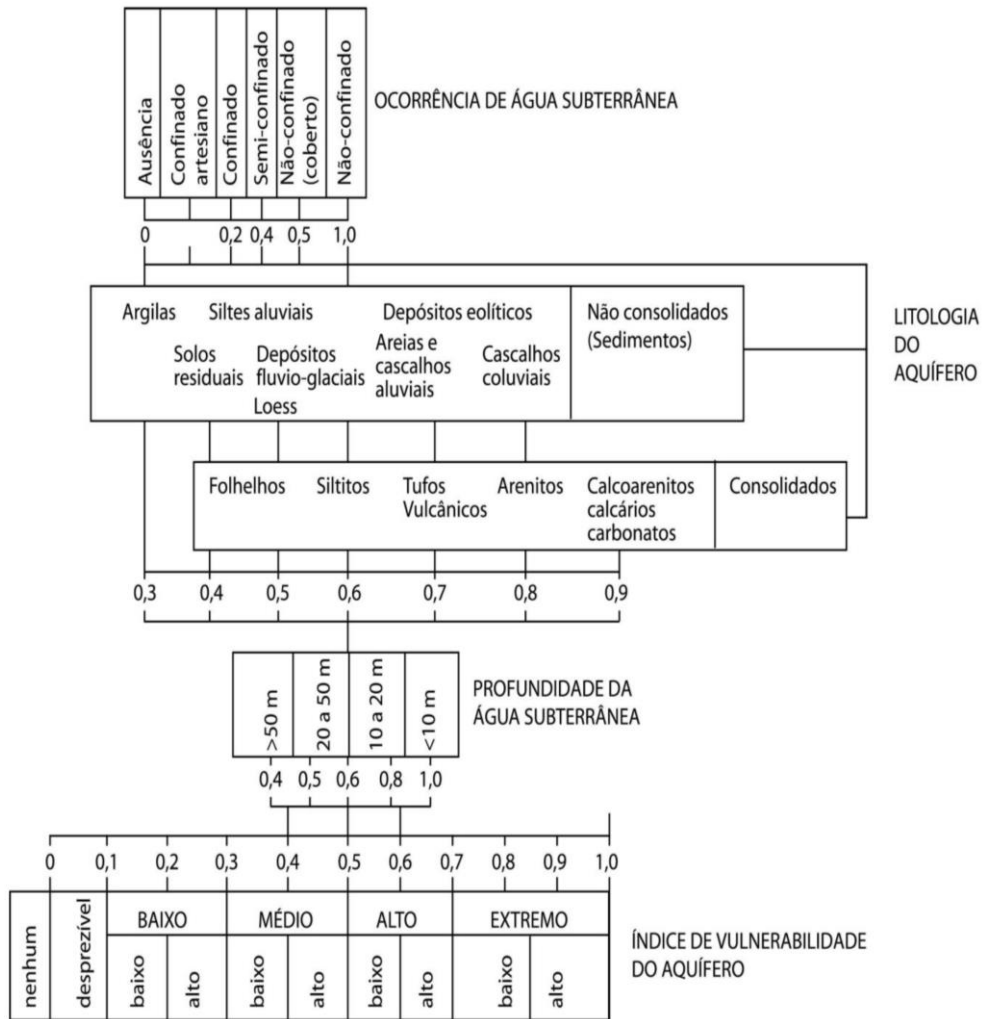 Ausência
Confinado
artesiano
Confinado
Semi-confinado
Não-confinado
(coberto)
Não-confinado
OCORRÊNCIA DE ÁGUA SUBTERRÂNEA
0 0,2 0,4 0,5 1,0
Argilas Siltes aluviais Depósitos eolíticos Não consolidados
(Sedimentos)
Solos
residuais
Depósitos
fluvio-glaciais
Loess
Areias e
cascalhos
aluviais
Cascalhos
coluviais
LITOLOGIA
DO
AQUÍFERO
Folhelhos Siltitos Tufos
Vulcânicos
Arenitos
Calcoarenitos
calcários
carbonatos
Consolidados
0,3 0,4 0,5 0,6 0,7 0,8 0,9
>50 m
20 a 50 m
10 a 20 m
<10 m
PROFUNDIDADE DA
ÁGUA SUBTERRÂNEA
0,4 0,5 0,6 0,8 1,0
0 0,1 0,2 0,3 0,4 0,5 0,6 0,7 0,8 0,9 1,0
nenhum
desprezível
BAIXO MÉDIO ALTO EXTREMO
baixo
alto
baixo
alto
baixo
alto
baixo
alto
ÍNDICE DE VULNERABILIDADE
DO AQUÍFERO